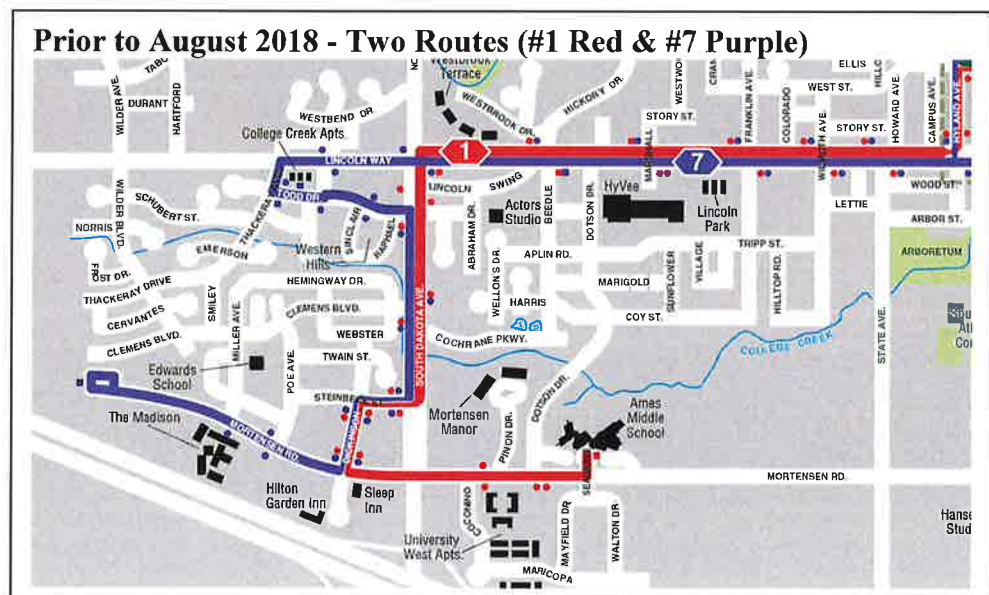 Prior to August 2018 - Two Routes (#1 Red & #7 Purple)
WILDER AVE.
DURANT
HARTFORD
WESTBEND DR
College Creek Apts
Westbrook
Terrace
WESTBROOK DR.
HICKORY DR.
STORY ST.
MARSHALL
FRANKLIN AVE
COLORADO
ELLIS
WEST ST.
STORY ST.
HOWARD AVE.
CAMPUS AVE.
LINCOLN WAY
1
7
TODD DR.
LINCOLN
SWING
Actors
Studio
BEEDLE
DOTSON DR.
HyVee
Lincoln
Park
WOOD ST
LETTIE
ARBOR ST.
ARBORETUM
WILDER BLVD.
SCHUBERT ST.
NORRIS
EMERSON
SINCLAIR
RAPHAEL
Western
Hills
ABRAHAM DR.
WELLONS DR
APLIN RD.
TRIPP ST.
VILLAGE
HILLTOP RD.
SUNFLOWER
MARIGOLD
FROST DR.
THACKERAY DRIVE
CERVANTES
CLEMENS BLVD.
SMILEY
MILLER AVE
HEMINGWAY DR.
CLEMENS BLVD.
WEBSTER
TWAIN ST.
POE AVE
Edwards
School
SOUTH DAKOTA AVE.
HARRIS
COY ST.
COCHRANE PKWY.
COLLEGE CREEK
STATE AVE.
The Madison
MORTENSEN RD.
Mortensen
Manor
PINON DR.
DOTSON DR.
Ames
Middle
School
MORTENSEN RD.
Hilton
Garden Inn
Sleep
Inn
COCONINO
University
West Apts.
MAYFIELD DR
WALTON DR.
MARICOPA